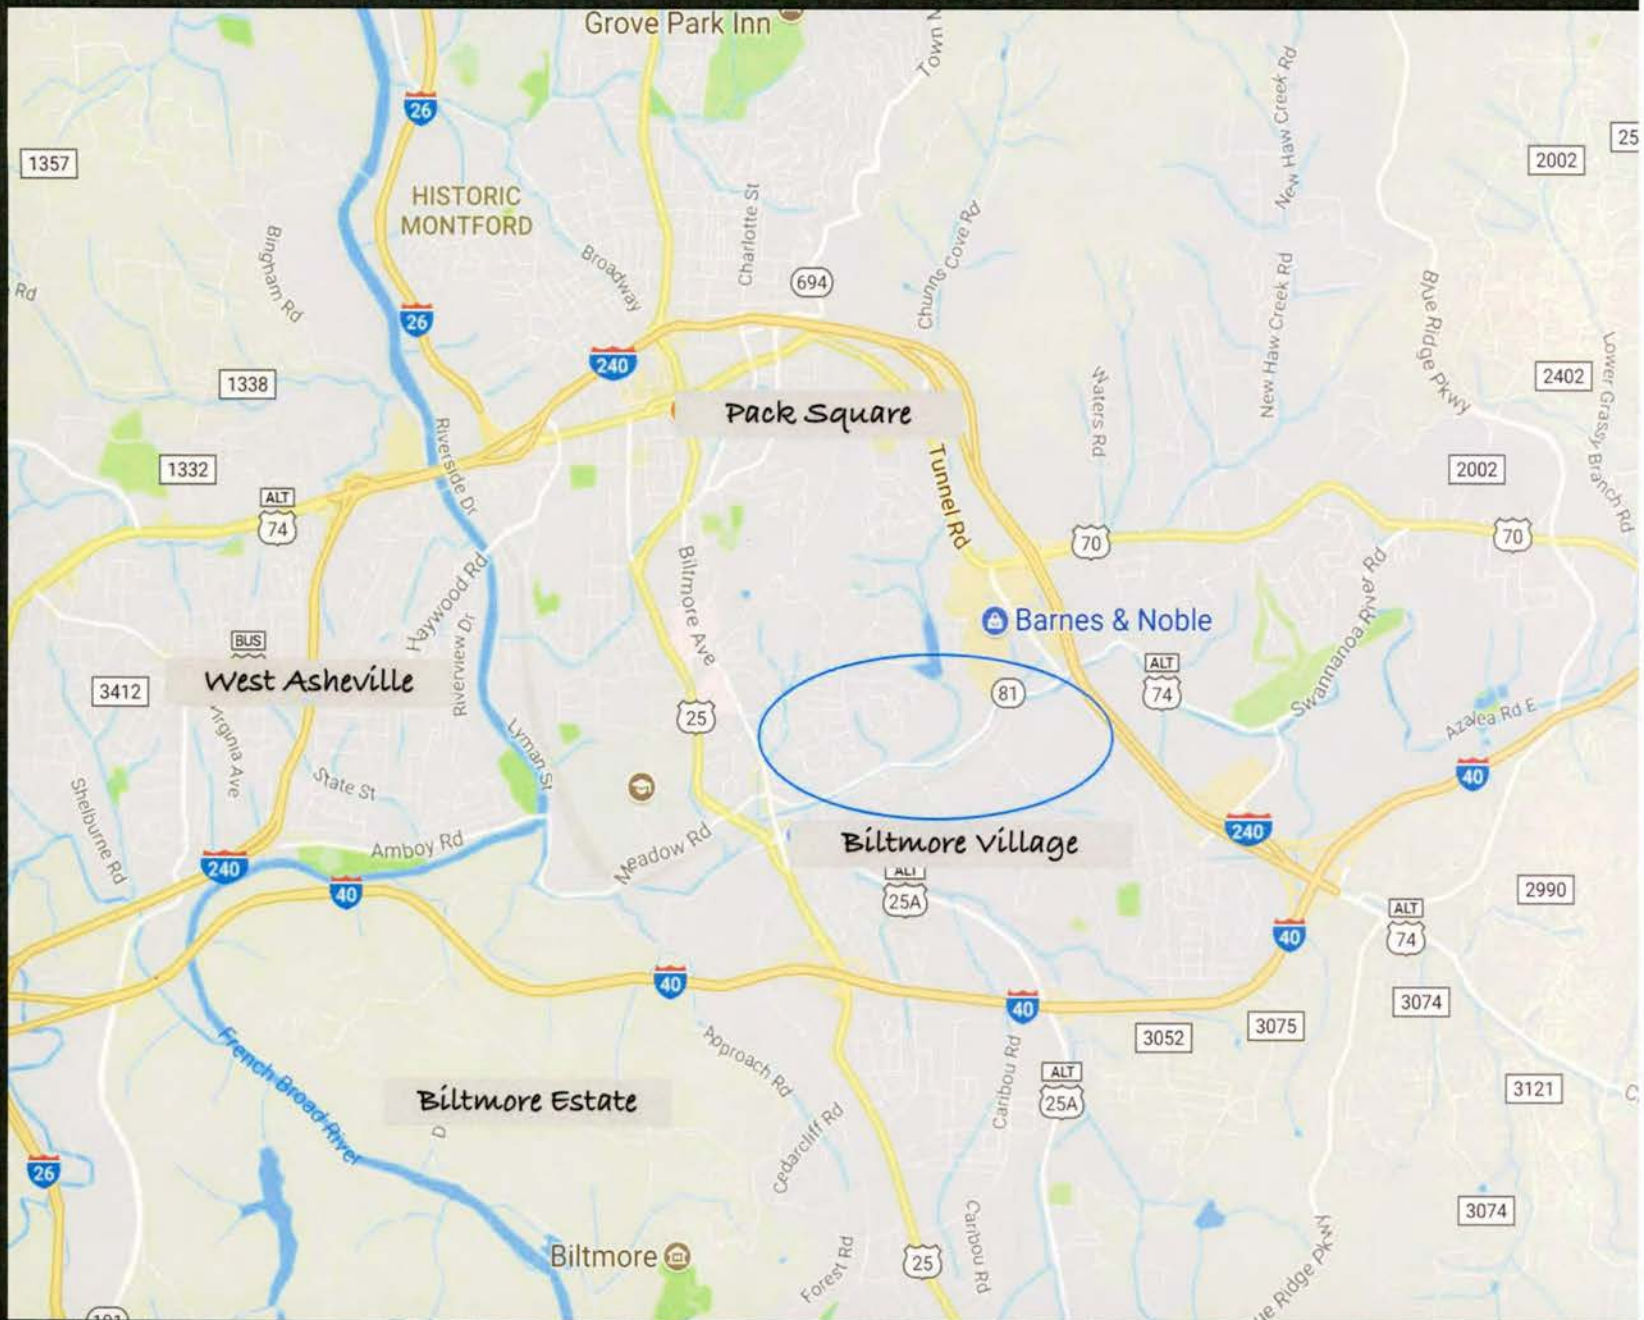 Grove Park Inn
26
1357
2002
25
HISTORIC
MONTFORD
Town
New Haw Creek Rd
Charlotte St
Broadway
Bingham Rd
Rd
694
Chunns Cove Rd
New Haw Creek Rd
Blue Ridge Pkwy
26
240
1338
2402
Lower Grassy Branch Rd
Waters Rd
Pack Square
Riverside Dr
Tunnel Rd
1332
2002
ALT
74
70
70
Haywood Rd
Riverview Dr
Biltmore Ave
Swannanoa River Rd
Barnes & Noble
BUS
West Asheville
3412
81
ALT
74
25
Virginia Ave
Lyman St
Azalea Rd E
40
State St
Shelburne Rd
Amboy Rd
Meadow Rd
Biltmore Village
240
240
40
ALT
25A
2990
ALT
74
40
40
40
3074
3075
3052
French Broad River
Approach Rd
Caribou Rd
ALT
25A
3121
C
Biltmore Estate
D
Cedarcliff Rd
26
3074
Caribou Rd
Biltmore
Forest Rd
25
ue Ridge Pkwy